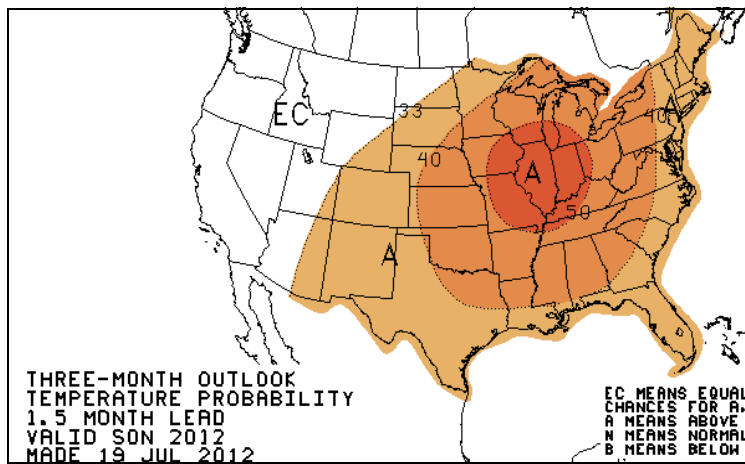 33
EC
40
A
40
A
50
A
THREE-MONTH OUTLOOK
TEMPERATURE PROBABILITY
1.5 MONTH LEAD
VALID SON 2012
MADE 19 JUL 2012
EC MEANS EQUAL
CHANCES FOR A,
A MEANS ABOVE
N MEANS NORMAL
B MEANS BELOW